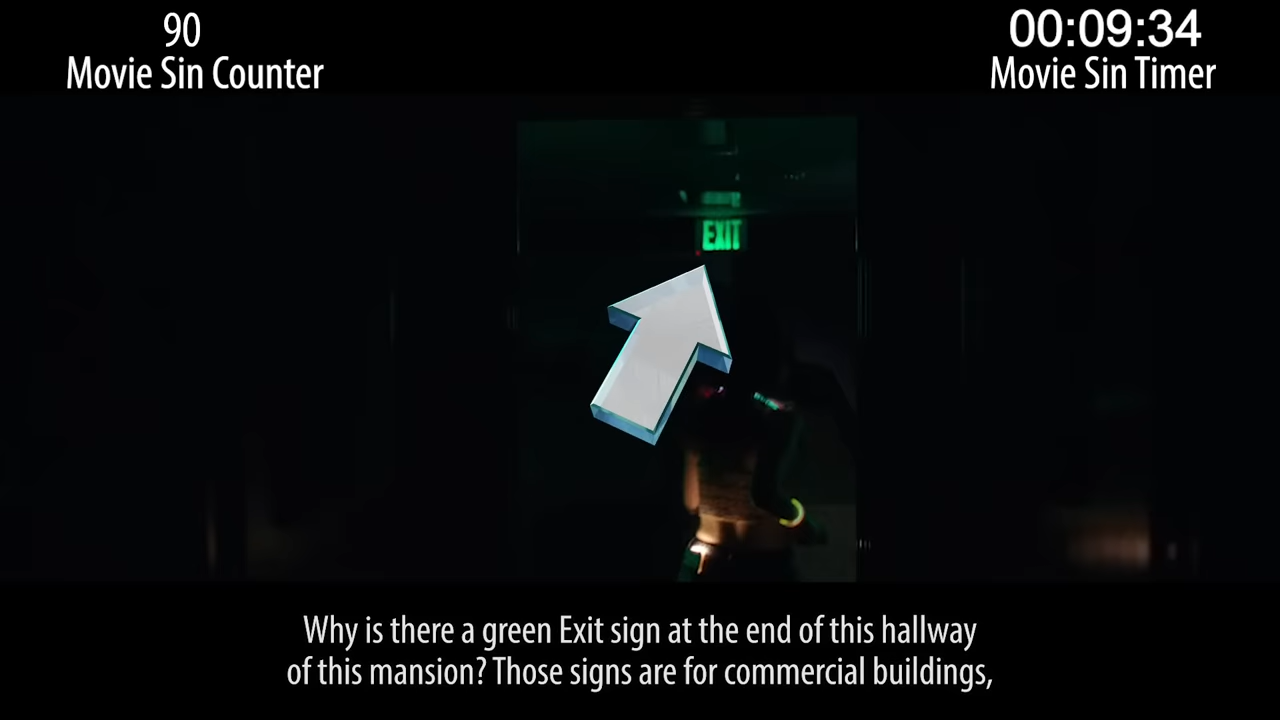 90
Movie Sin Counter
00:09:34
Movie Sin Timer
EXIT
Why is there a green Exit sign at the end of this hallway
of this mansion? Those signs are for commercial buildings,